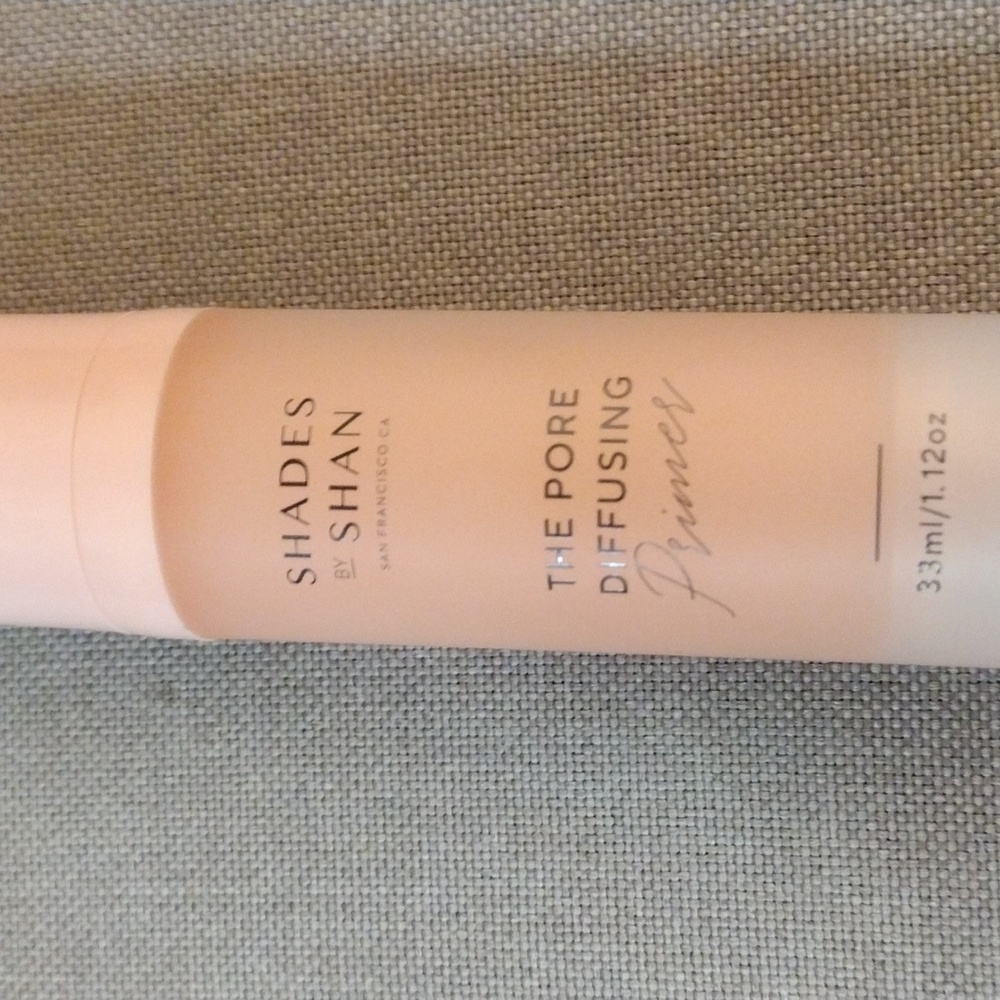 SHADES
BY SHAN
SAN FRANCISCO CA
THE PORE
DIFFUSING
Primer
33ml/1.12oz